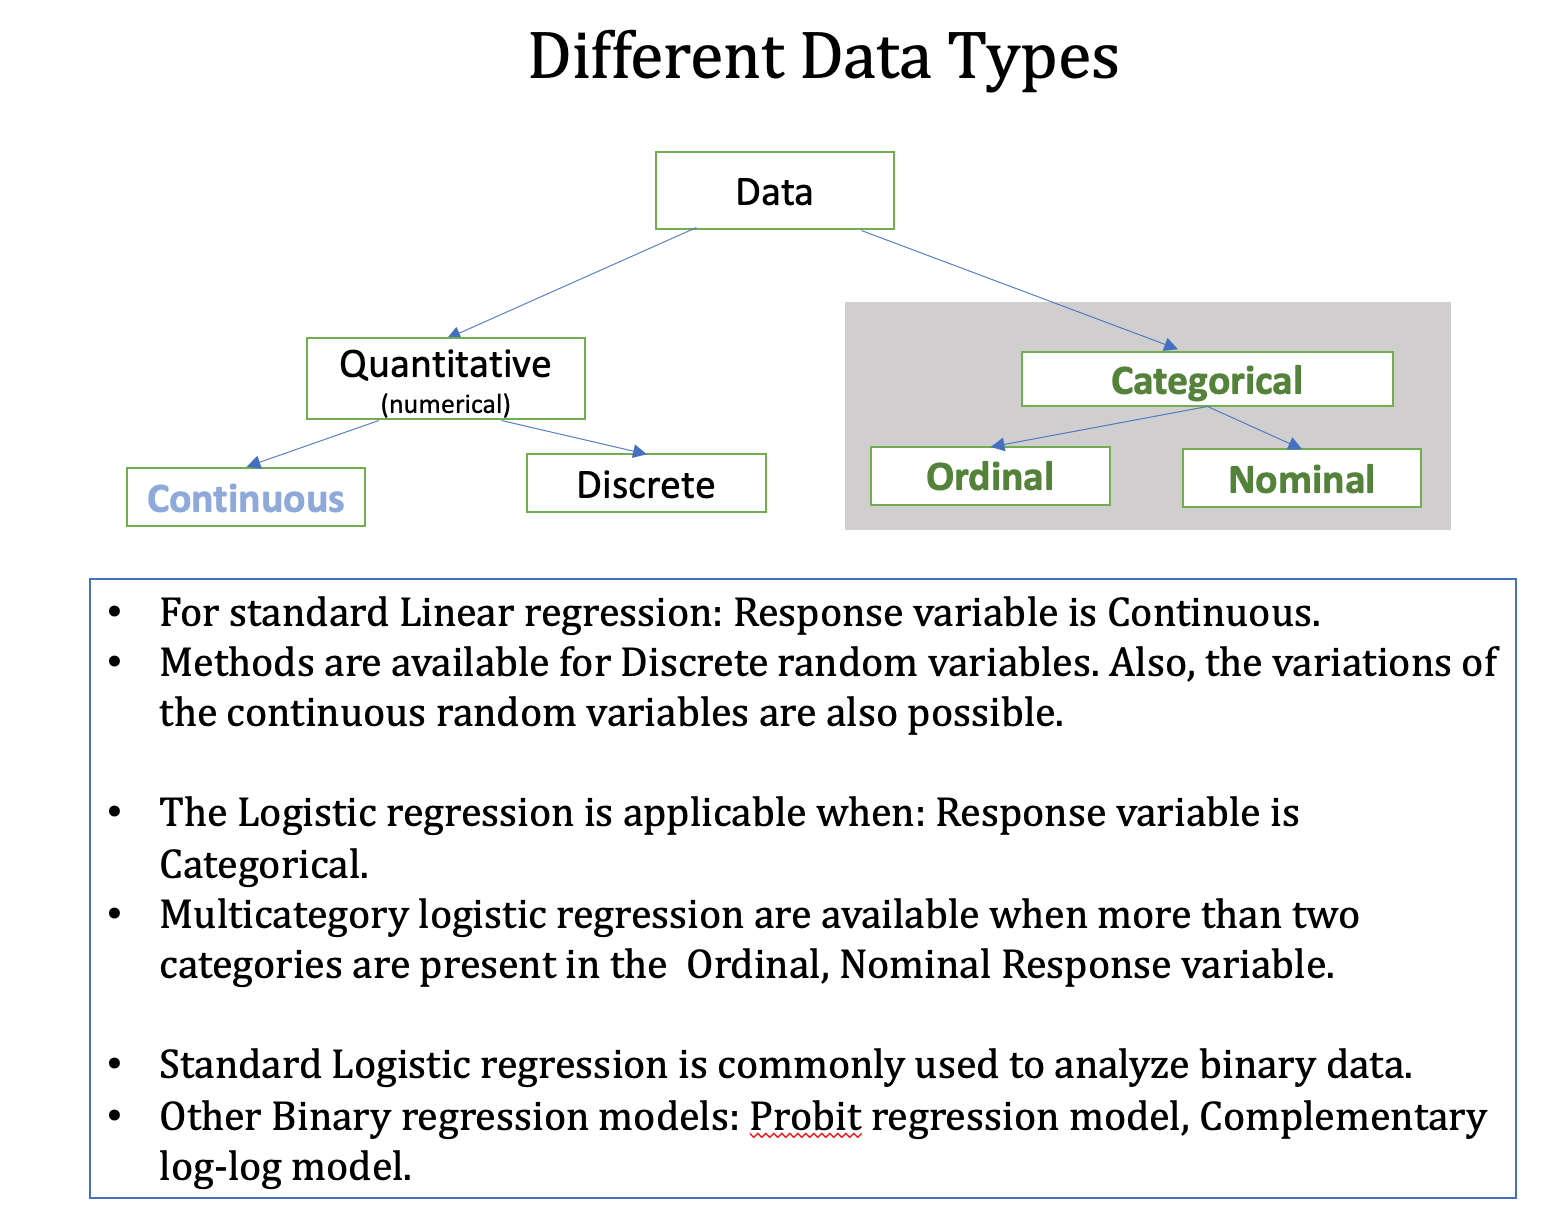 Different Data Types
Data
Quantitative
(numerical)
Categorical
Continuous
Discrete
Ordinal
Nominal
• For standard Linear regression: Response variable is Continuous.
• Methods are available for Discrete random variables. Also, the variations of
the continuous random variables are also possible.
• The Logistic regression is applicable when: Response variable is
Categorical.
• Multicategory logistic regression are available when more than two
categories are present in the  Ordinal, Nominal Response variable.
• Standard Logistic regression is commonly used to analyze binary data.
• Other Binary regression models: Probit regression model, Complementary
log-log model.